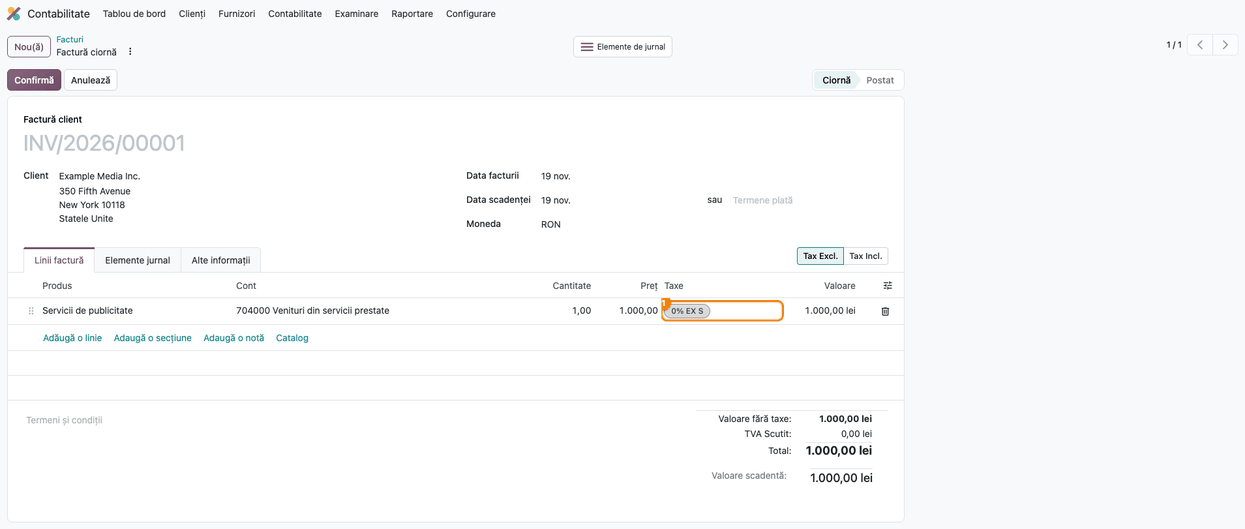 Contabilitate Tablou de bord Clienți Furnizori Contabilitate Examinare Raportare Configurare
Nou(ă) Facturi
Factură ciornă
Elemente de jurnal
1 / 1
Confirmă Anulează
Ciornă Postat
Factură client
INV/2026/00001
Client Example Media Inc.
350 Fifth Avenue
New York 10118
Statele Unite
Data facturii 19 nov.
Data scadenței 19 nov. sau Termene plată
Moneda RON
Linii factură Elemente jurnal Alte informații
Tax Excl. Tax Incl.
Produs Cont Cantitate Preț Taxe Valoare
Servicii de publicitate 704000 Venituri din servicii prestate 1,00 1.000,00 1 0% EX S 1.000,00 lei
Adăugă o linie Adaugă o secțiune Adaugă o notă Catalog
Termeni și condiții
Valoare fără taxe: 1.000,00 lei
TVA Scutit: 0,00 lei
Total: 1.000,00 lei
Valoare scadentă: 1.000,00 lei